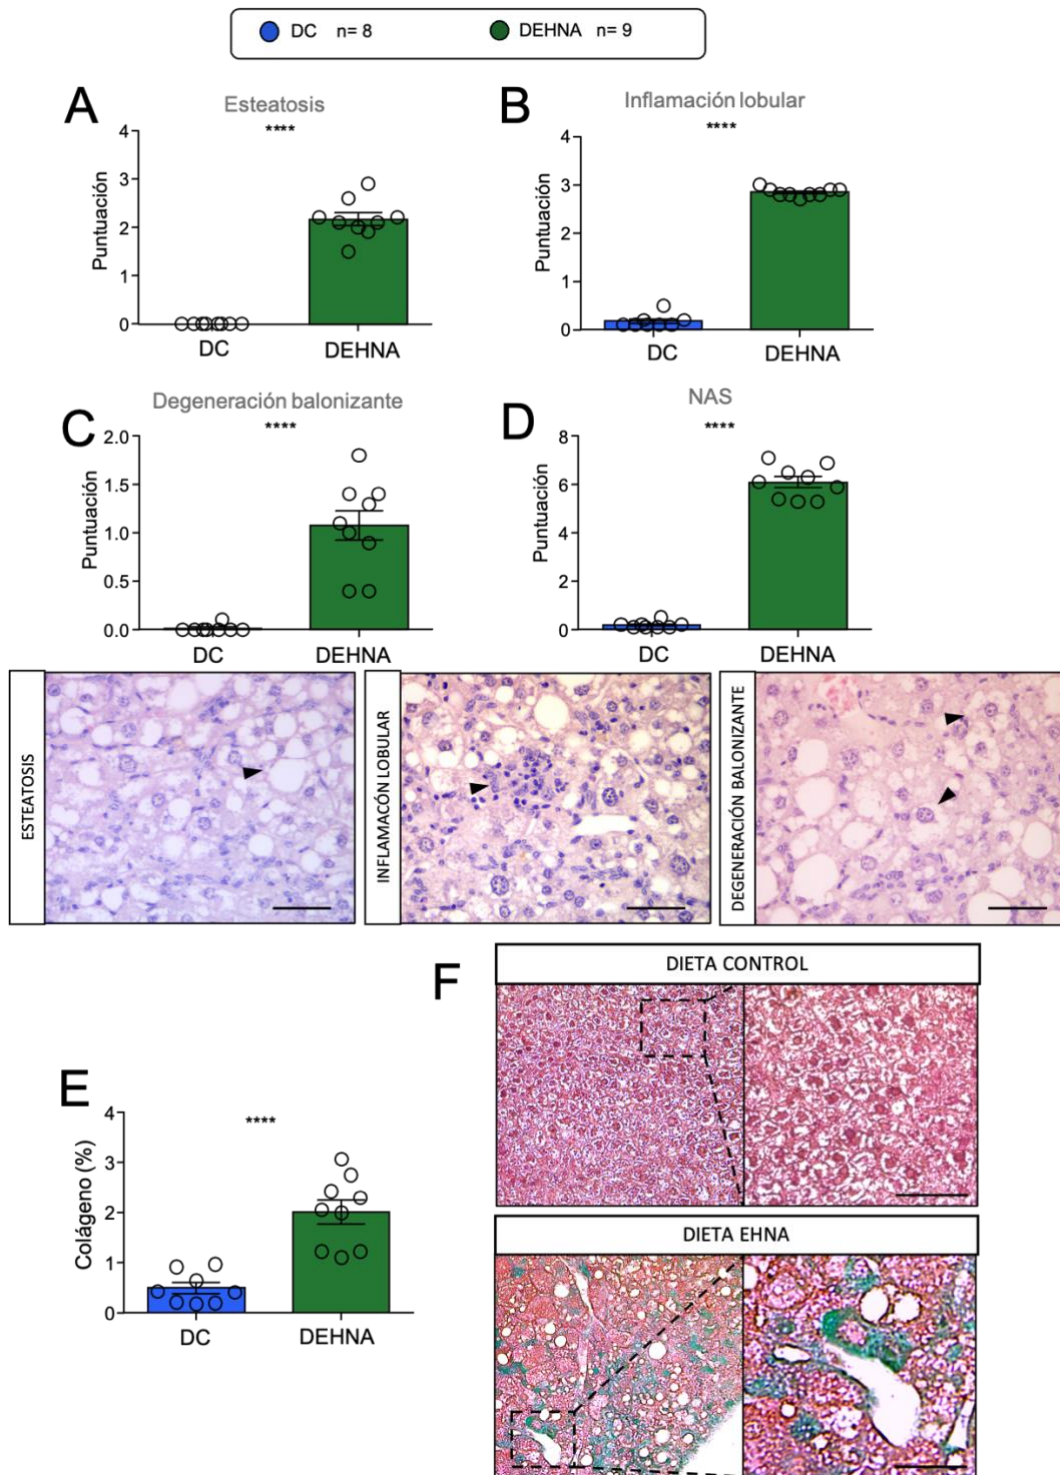 DC n= 8 DEHNA n= 9
A
Esteatosis
****
Puntuación
4
3
2
1
0
DC DEHNA
B
Inflamación lobular
****
Puntuación
4
3
2
1
0
DC DEHNA
C
Degeneración balonizante
****
Puntuación
2.0
1.5
1.0
0.5
0.0
DC DEHNA
D
NAS
****
Puntuación
8
6
4
2
0
DC DEHNA
ESTEATOSIS
INFLAMACÓN LOBULAR
DEGENERACIÓN BALONIZANTE
E
****
Colágeno (%)
4
3
2
1
0
DC DEHNA
F
DIETA CONTROL
DIETA EHNA